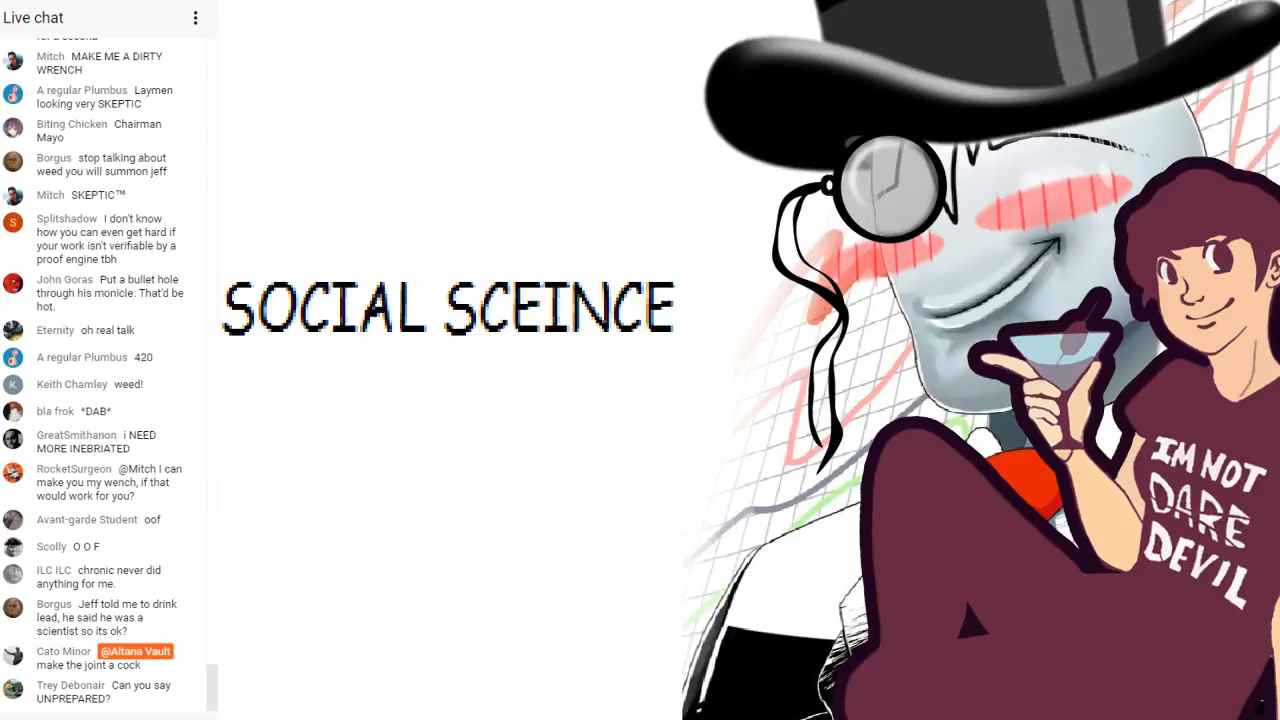 Live chat
for a second
Mitch MAKE ME A DIRTY
WRENCH
A regular Plumbus Laymen
looking very SKEPTIC
Biting Chicken Chairman
Mayo
Borgus stop talking about
weed you will summon jeff
Mitch SKEPTIC™
S
Splitshadow I don't know
how you can even get hard if
your work isn't verifiable by a
proof engine tbh
John Goras Put a bullet hole
through his monicle. That'd be
hot.
Eternity oh real talk
A regular Plumbus 420
K
Keith Chamley weed!
bla frok *DAB*
GreatSmithanon i NEED
MORE INEBRIATED
RocketSurgeon @Mitch I can
make you my wench, if that
would work for you?
Avant-garde Student oof
Scolly O O F
ILC ILC chronic never did
anything for me.
Borgus Jeff told me to drink
lead, he said he was a
scientist so its ok?
Cato Minor @Altana Vault
make the joint a cock
Trey Debonair Can you say
UNPREPARED?
SOCIAL SCEINCE
IM NOT
DARE
DEVIL